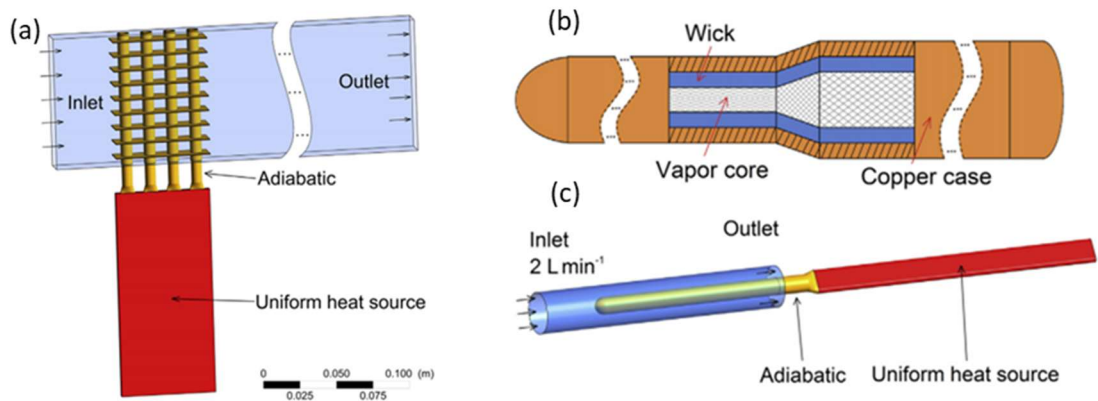 (a)
Inlet
...
...
Outlet
Adiabatic
Uniform heat source
0 0.050 0.100 (m)
0.025 0.075
(b)
Wick
...
...
...
...
Vapor core
Copper case
(c)
Inlet
2 L min⁻¹
Outlet
Adiabatic
Uniform heat source